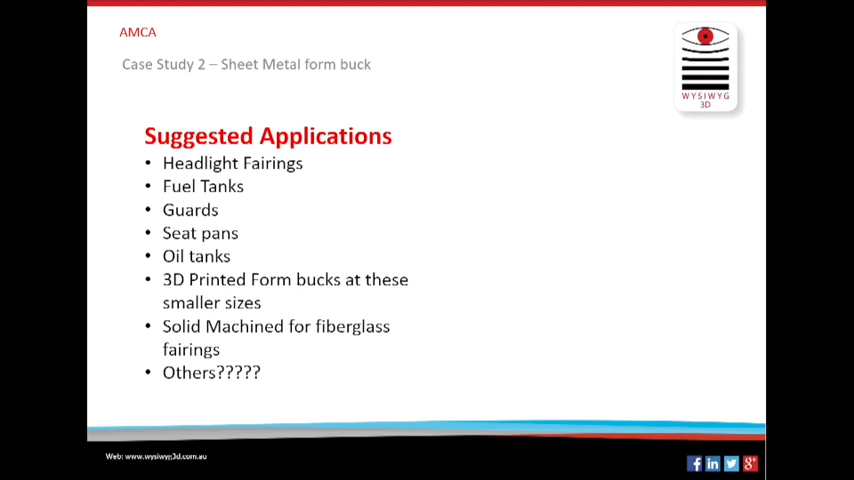 AMCA
Case Study 2 – Sheet Metal form buck
WYSIWYG
3D
Suggested Applications
• Headlight Fairings
• Fuel Tanks
• Guards
• Seat pans
• Oil tanks
• 3D Printed Form bucks at these
smaller sizes
• Solid Machined for fiberglass
fairings
• Others?????
Web: www.wysiwyg3d.com.au